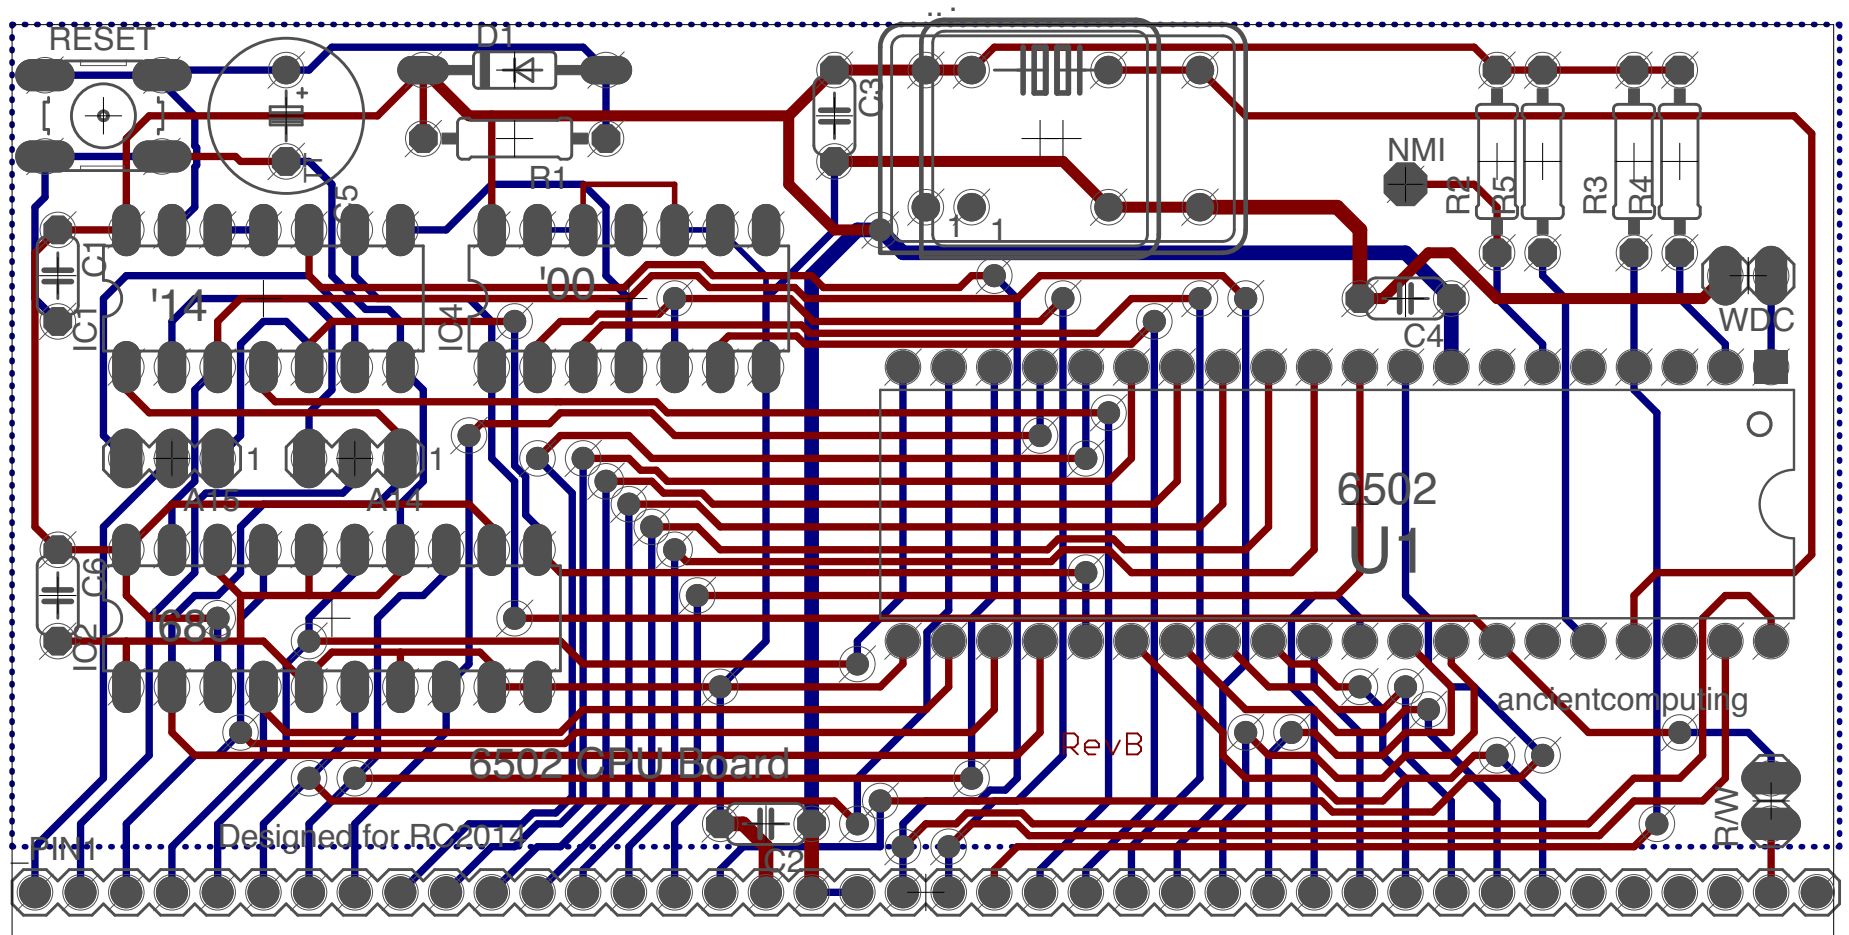 RESET
D1
C3
+
NMI
R1
C5
R2
R5
R3
R4
1
1
C1
'14
'00
IC1
IC4
C4
WDC
1
1
A15
A14
6502
U1
C6
'688
IC2
ancientcomputing
RevB
6502 CPU Board
R/W
Designed for RC2014
PIN1
C2